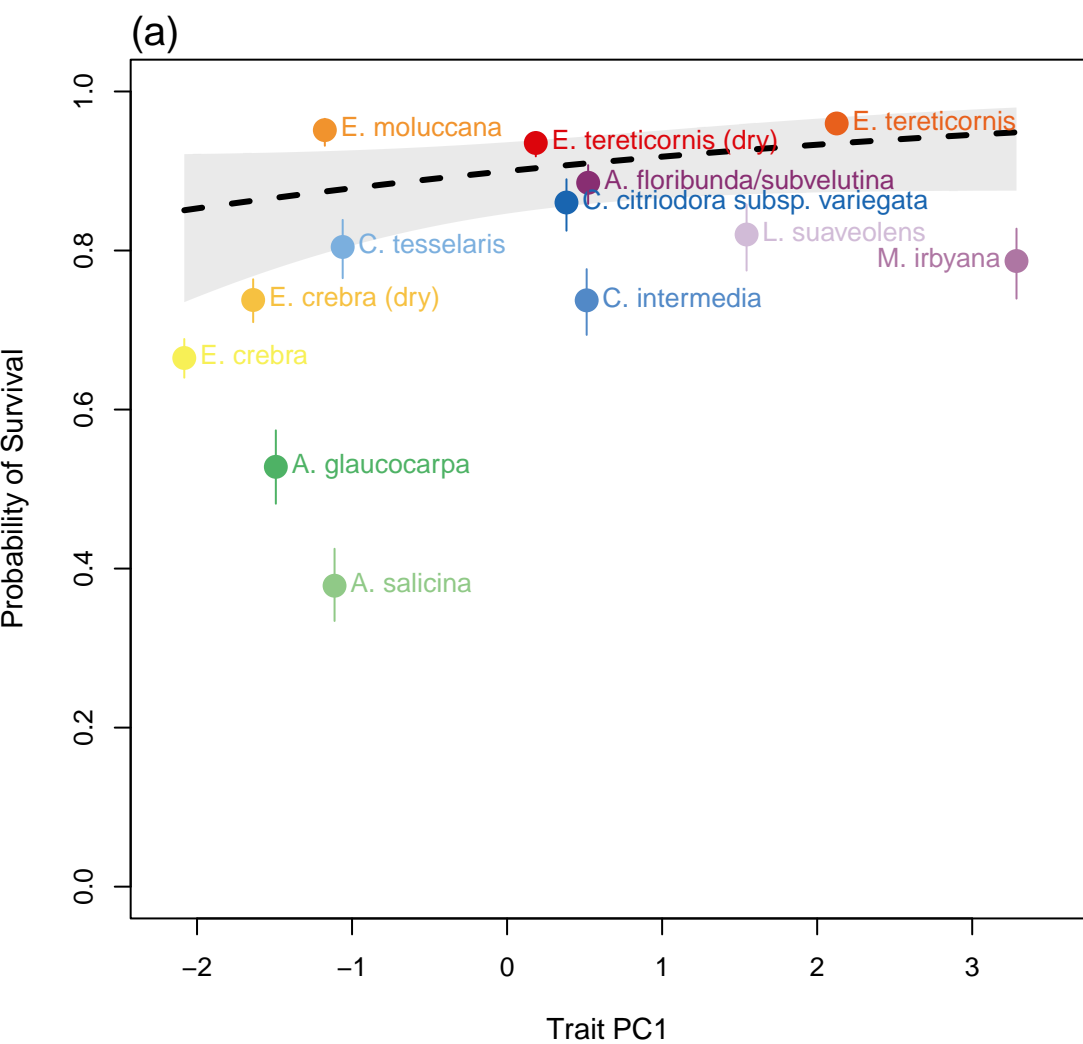 (a)
1.0
0.8
0.6
0.4
0.2
0.0
Probability of Survival
E. moluccana
E. tereticornis
E. tereticornis (dry)
A. floribunda/subvelutina
C. citriodora subsp. variegata
L. suaveolens
C. tesselaris
M. irbyana
E. crebra (dry)
C. intermedia
E. crebra
A. glaucocarpa
A. salicina
−2
−1
0
1
2
3
Trait PC1